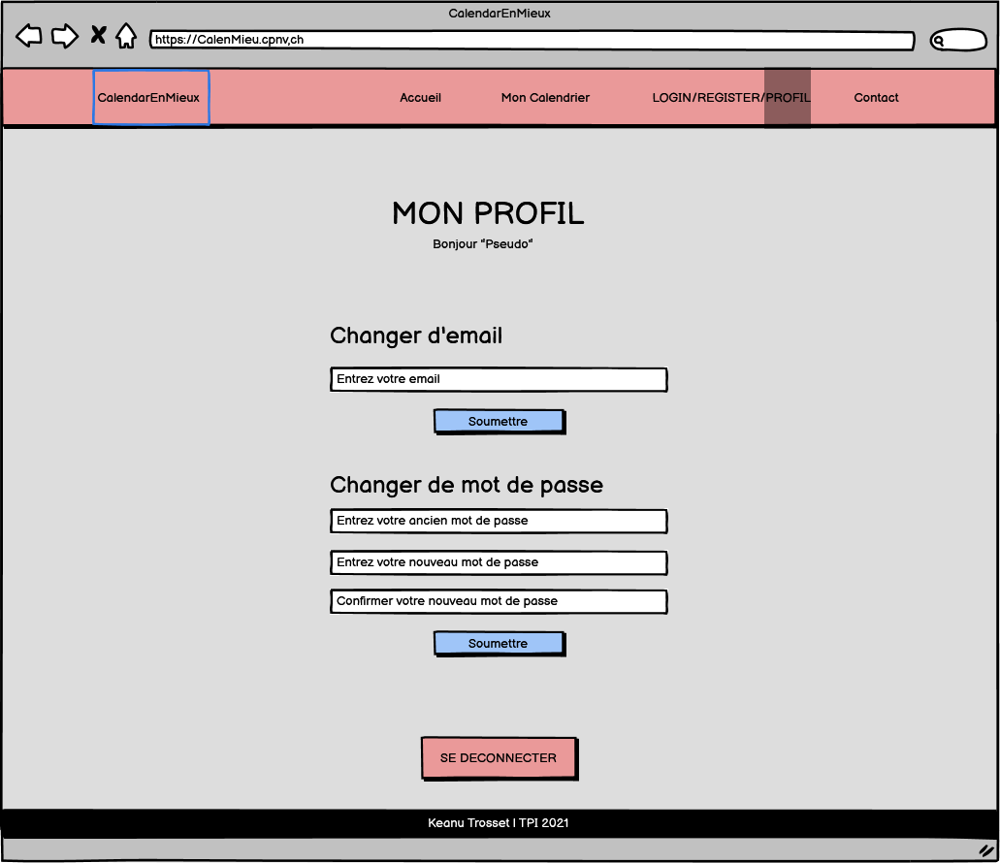 CalendarEnMieux
https://CalenMieu.cpnv,ch
CalendarEnMieux Accueil Mon Calendrier LOGIN/REGISTER/PROFIL Contact
MON PROFIL
Bonjour "Pseudo"
Changer d'email
Entrez votre email
Soumettre
Changer de mot de passe
Entrez votre ancien mot de passe
Entrez votre nouveau mot de passe
Confirmer votre nouveau mot de passe
Soumettre
SE DECONNECTER
Keanu Trosset | TPI 2021